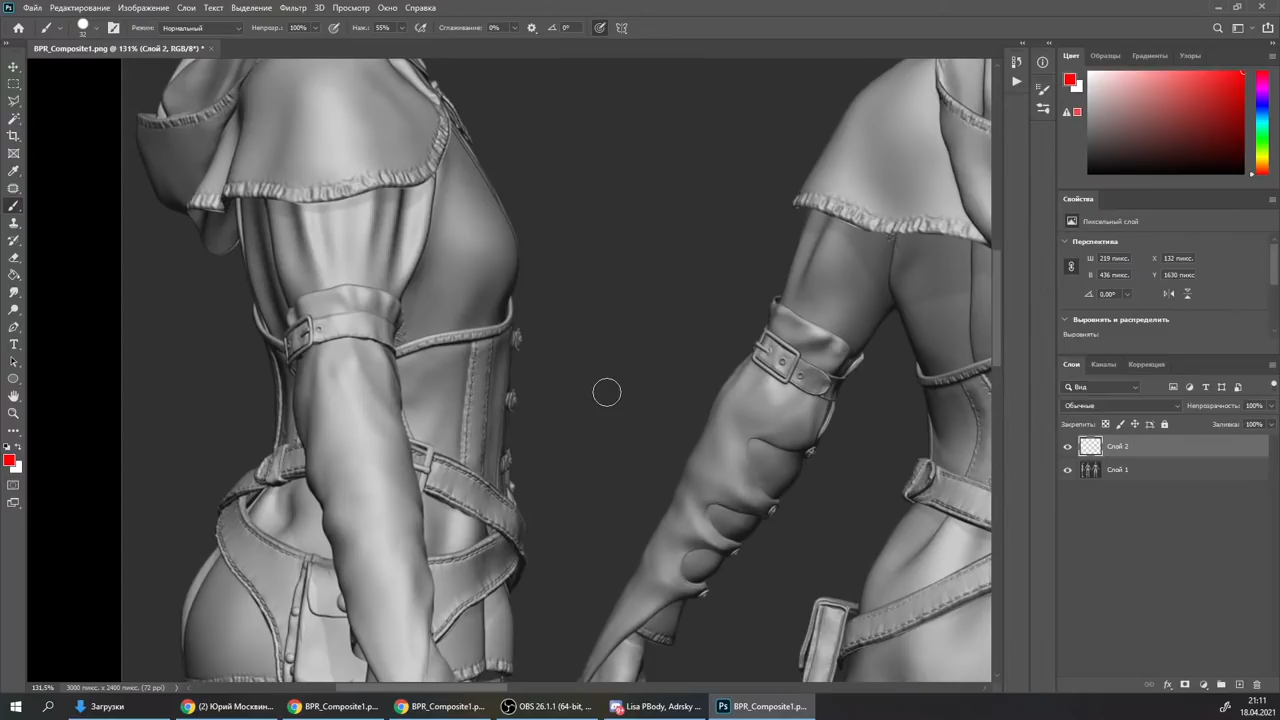 Файл Редактирование Изображение Слои Текст Выделение Фильтр 3D Просмотр Окно Справка
32 Режим: Нормальный Непрозр.: 100% Наж.: 55% Сглаживание: 0% 0°
BPR_Composite1.png @ 131% (Слой 2, RGB/8*) * ×
Цвет Образцы Градиенты Узоры
Свойства
Пиксельный слой
Перспектива
Ш 219 пикс. X 132 пикс.
В 436 пикс. Y 1630 пикс
0,00°
Выровнять и распределить
Выровнять:
Слои Каналы Коррекция
Вид
Обычные Непрозрачность: 100%
Закрепить: Заливка: 100%
Слой 2
Слой 1
131,5% 3000 пикс. x 2400 пикс. (72 ppi)
Загрузки
(2) Юрий Москвин...
BPR_Composite1.p...
BPR_Composite1.p...
OBS 26.1.1 (64-bit, ...
Lisa PBody, Adrsky ...
BPR_Composite1.p...
21:11
18.04.2021